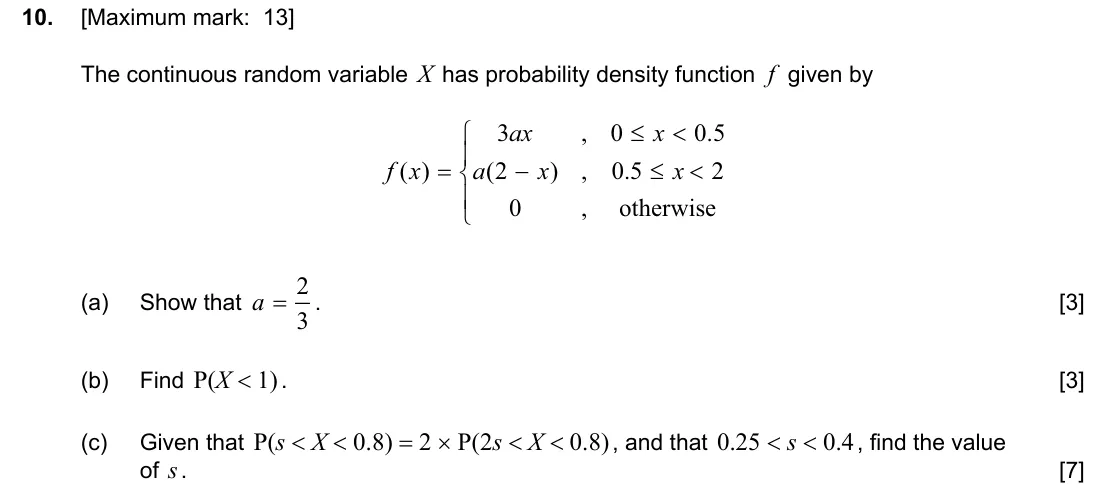 10. [Maximum mark: 13]
The continuous random variable X has probability density function f given by
3ax , 0 ≤ x < 0.5
f(x) = { a(2 − x) , 0.5 ≤ x < 2
0 , otherwise
(a) Show that a = 2/3. [3]
(b) Find P(X < 1). [3]
(c) Given that P(s < X < 0.8) = 2 × P(2s < X < 0.8), and that 0.25 < s < 0.4, find the value
of s. [7]